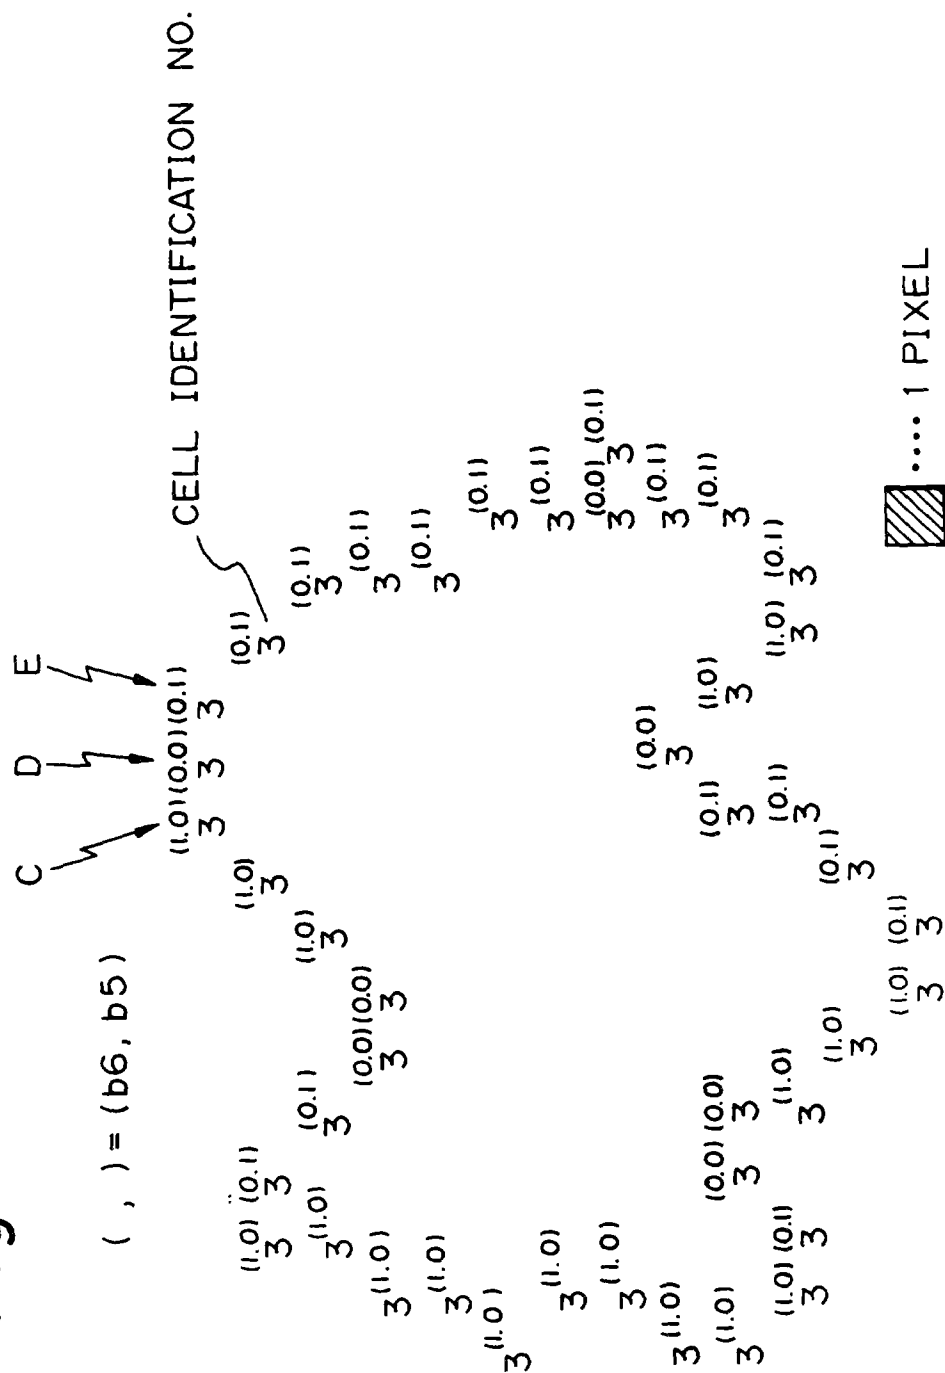 C D E
( , ) = (b6, b5)
(1.0) (0.0) (0.1) CELL IDENTIFICATION NO.
3 3 3
(1.0) (0.1) (1.0) (0.1)
3 3 3 3
(1.0) (0.1) (1.0) (0.1)
3 3 3 3
(1.0) (0.0) (0.0) (0.1)
3 3 3 3
(1.0) (0.1)
3 3
(1.0) (0.1)
3 3
(1.0) (0.1)
3 3
(1.0) (0.0) (0.1)
3 3 3
(1.0) (0.0) (0.1)
3 3 3
(1.0) (0.0) (0.0) (0.1) (1.0) (0.1)
3 3 3 3 3 3
(1.0) (0.1) (1.0) (0.1) (1.0) (0.1)
3 3 3 3 3 3
(1.0) (0.1)
3 3
(1.0) (0.1) .... 1 PIXEL
3 3